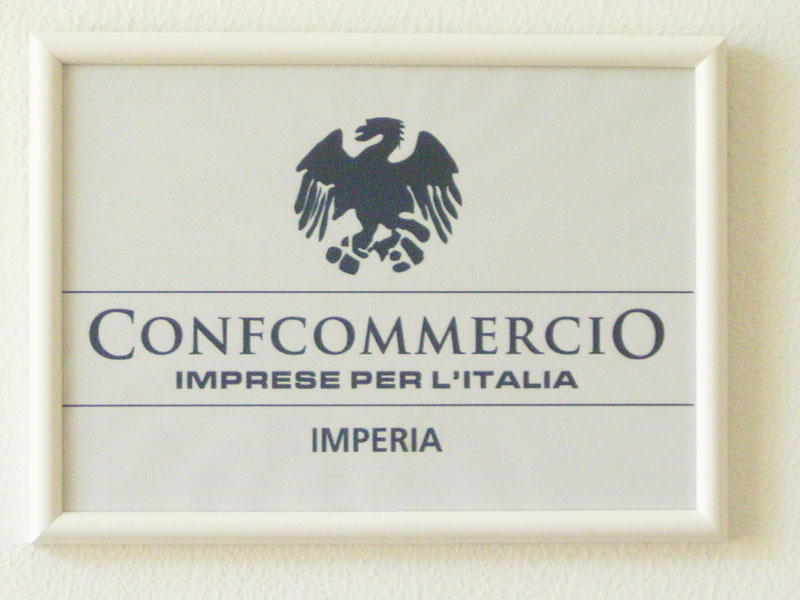 CONFCOMMERCIO
IMPRESE PER L'ITALIA
IMPERIA